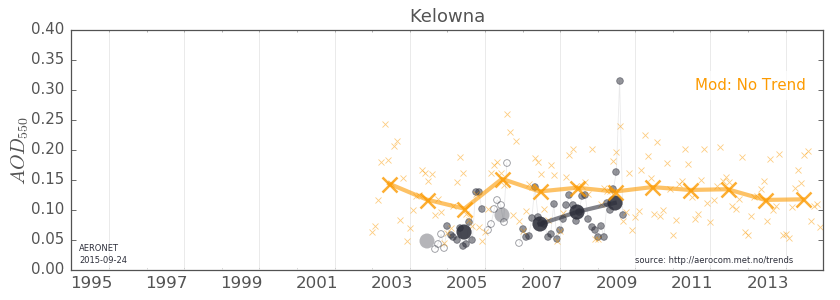 Kelowna
0.40
0.35
0.30
0.25
0.20
0.15
0.10
0.05
0.00
AOD550
Mod: No Trend
AERONET
2015-09-24
source: http://aerocom.met.no/trends
1995 1997 1999 2001 2003 2005 2007 2009 2011 2013